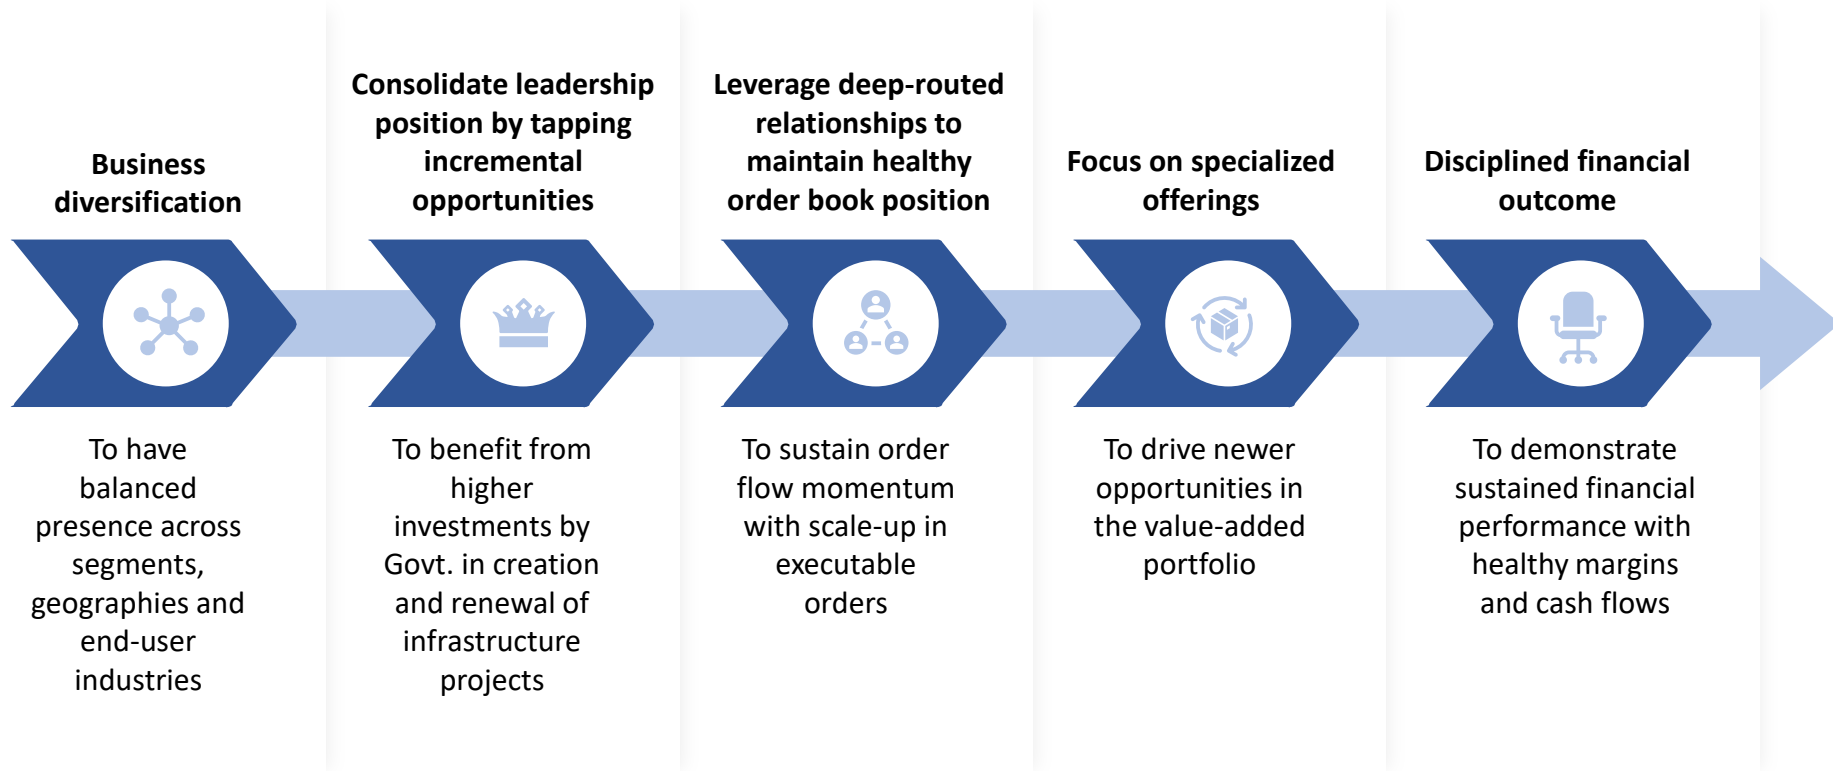 Business
diversification
To have
balanced
presence across
segments,
geographies and
end-user
industries
Consolidate leadership
position by tapping
incremental
opportunities
To benefit from
higher
investments by
Govt. in creation
and renewal of
infrastructure
projects
Leverage deep-routed
relationships to
maintain healthy
order book position
To sustain order
flow momentum
with scale-up in
executable
orders
Focus on specialized
offerings
To drive newer
opportunities in
the value-added
portfolio
Disciplined financial
outcome
To demonstrate
sustained financial
performance with
healthy margins
and cash flows